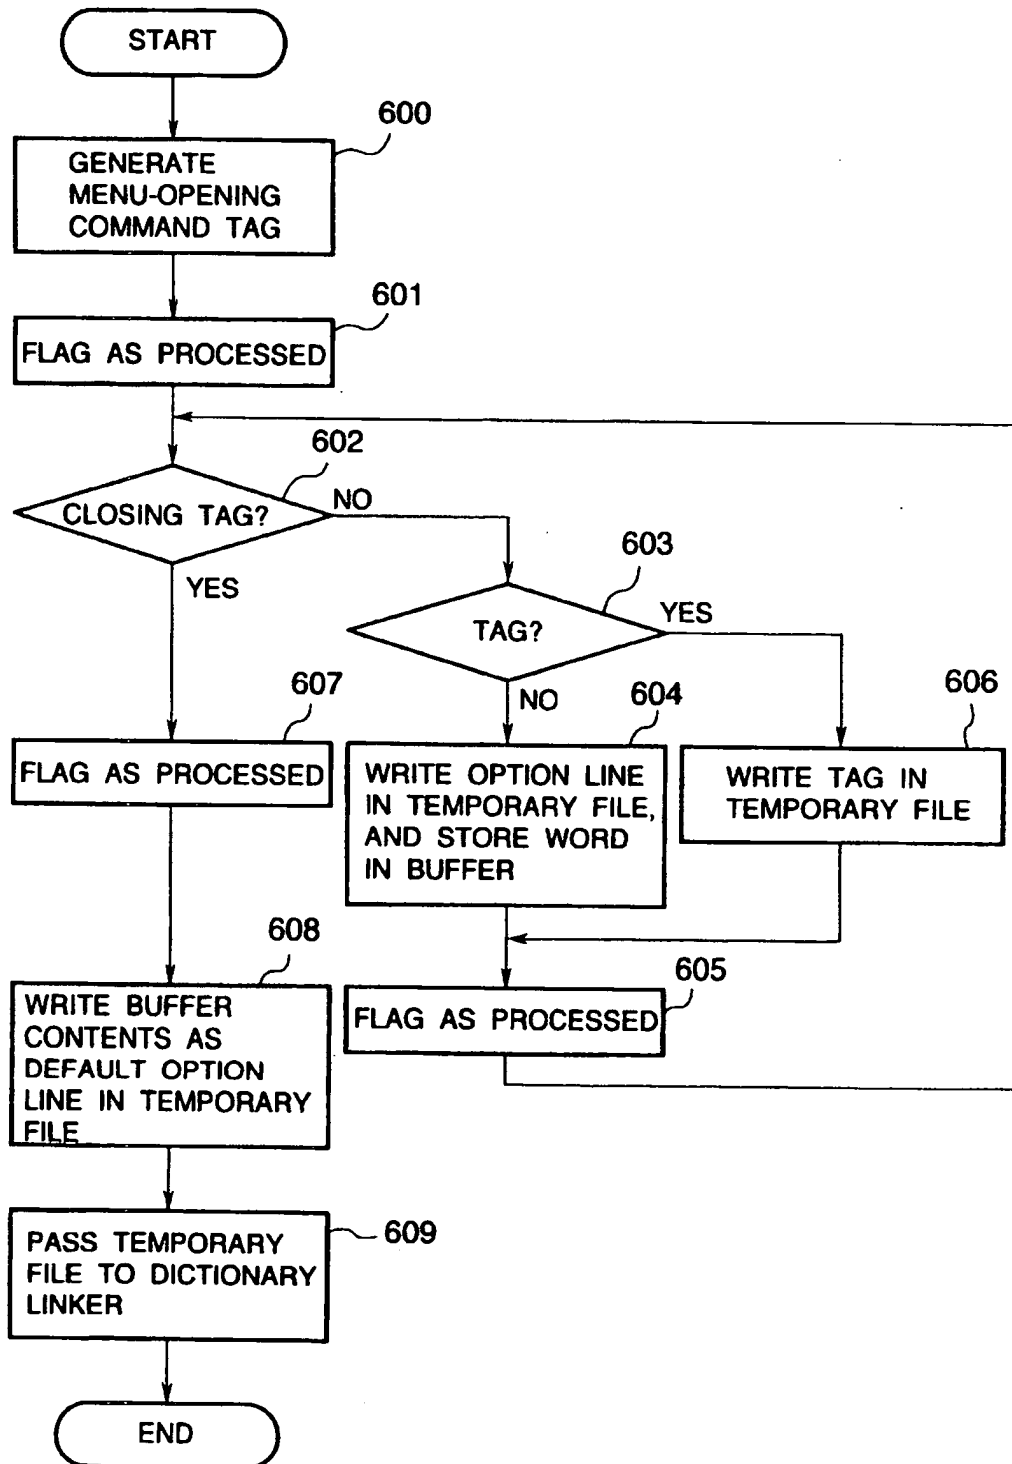 START
600
GENERATE
MENU-OPENING
COMMAND TAG
601
FLAG AS PROCESSED
602
CLOSING TAG?
NO
YES
603
TAG?
YES
NO
607
FLAG AS PROCESSED
604
WRITE OPTION LINE
IN TEMPORARY FILE,
AND STORE WORD
IN BUFFER
606
WRITE TAG IN
TEMPORARY FILE
605
FLAG AS PROCESSED
608
WRITE BUFFER
CONTENTS AS
DEFAULT OPTION
LINE IN TEMPORARY
FILE
609
PASS TEMPORARY
FILE TO DICTIONARY
LINKER
END